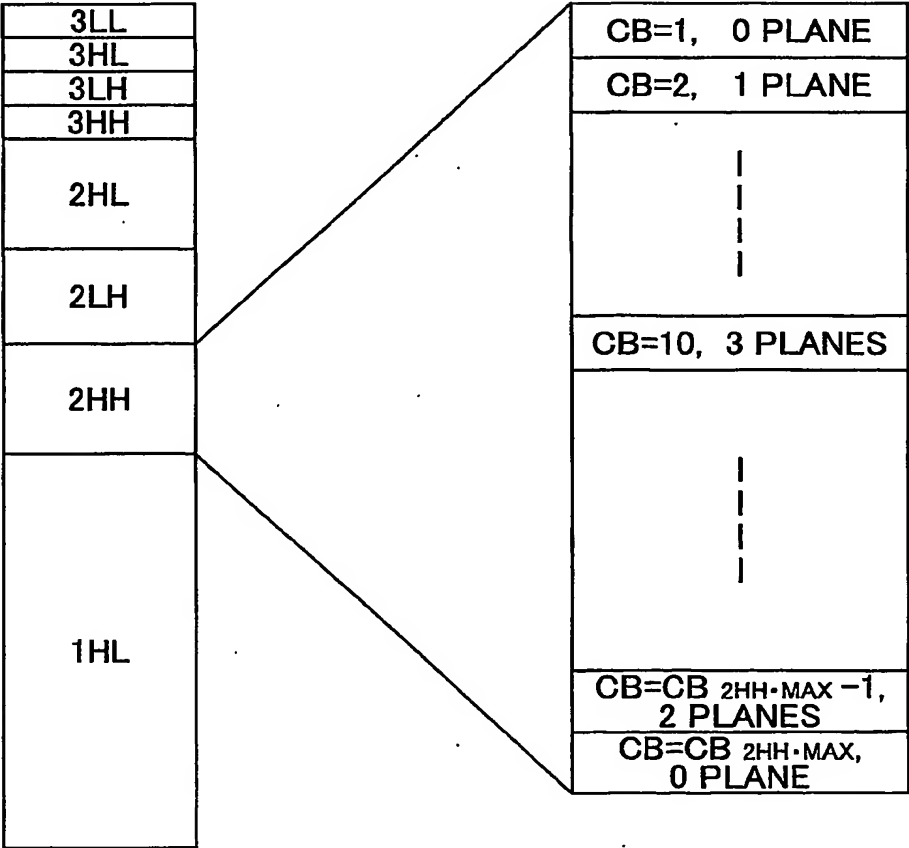 3LL
3HL
3LH
3HH
2HL
2LH
2HH
1HL
CB=1, 0 PLANE
CB=2, 1 PLANE
CB=10, 3 PLANES
CB=CB 2HH·MAX -1,
2 PLANES
CB=CB 2HH·MAX,
0 PLANE